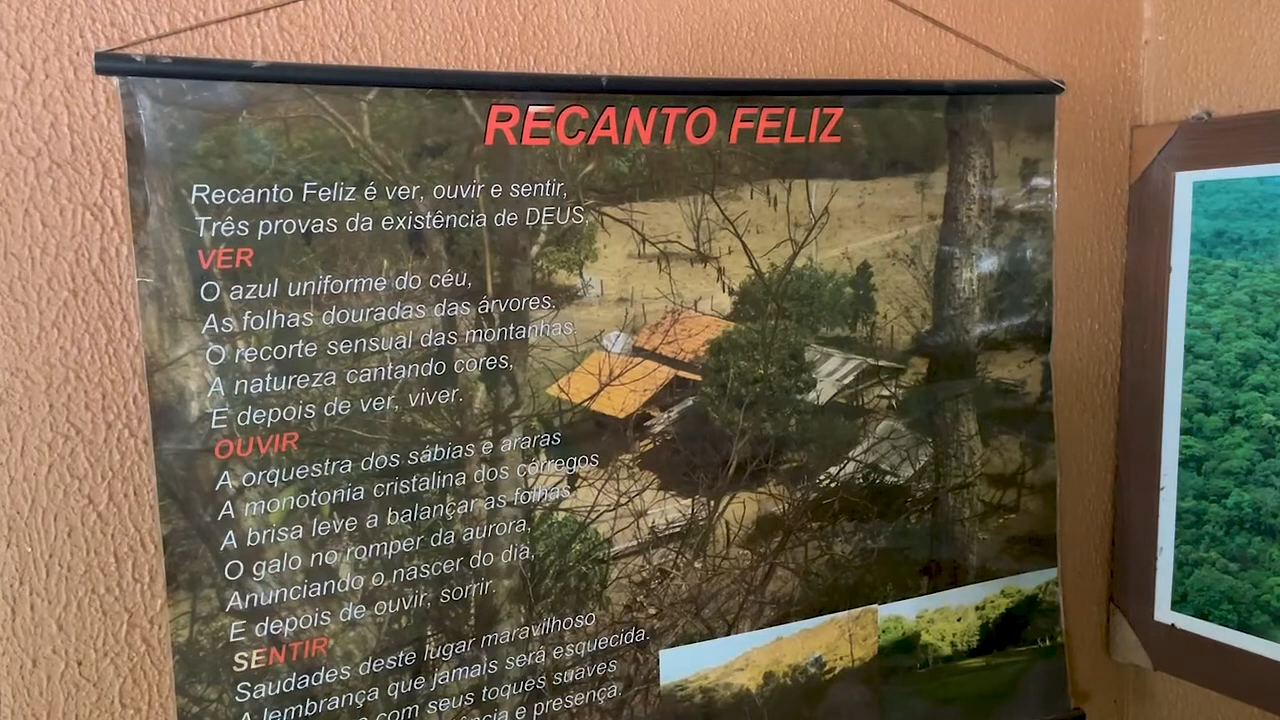 RECANTO FELIZ
Recanto Feliz é ver, ouvir e sentir,
Três provas da existência de DEUS,
VER
O azul uniforme do céu,
As folhas douradas das árvores.
O recorte sensual das montanhas.
A natureza cantando cores,
E depois de ver, viver.
OUVIR
A orquestra dos sábias e araras
A monotonia cristalina dos córregos
A brisa leve a balançar as folhas
O galo no romper da aurora,
Anunciando o nascer do dia,
E depois de ouvir, sorrir.
SENTIR
Saudades deste lugar maravilhoso
A lembrança que jamais será esquecida.
com seus toques suaves
e presença.